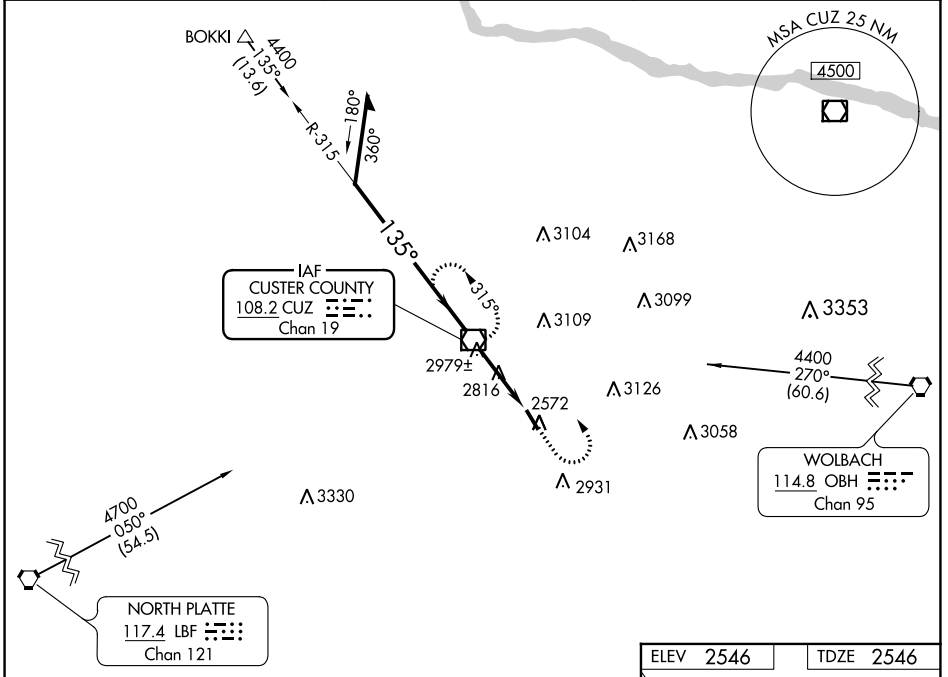 BOKKI
4400
135°
(13.6)
R-315
180°
360°
MSA CUZ 25 NM
4500
135°
315°
IAF
CUSTER COUNTY
108.2 CUZ
Chan 19
3104
3168
3109
3099
3353
2979±
2816
2572
3126
3058
2931
3330
4400
270°
(60.6)
WOLBACH
114.8 OBH
Chan 95
4700
050°
(54.5)
NORTH PLATTE
117.4 LBF
Chan 121
ELEV 2546
TDZE 2546